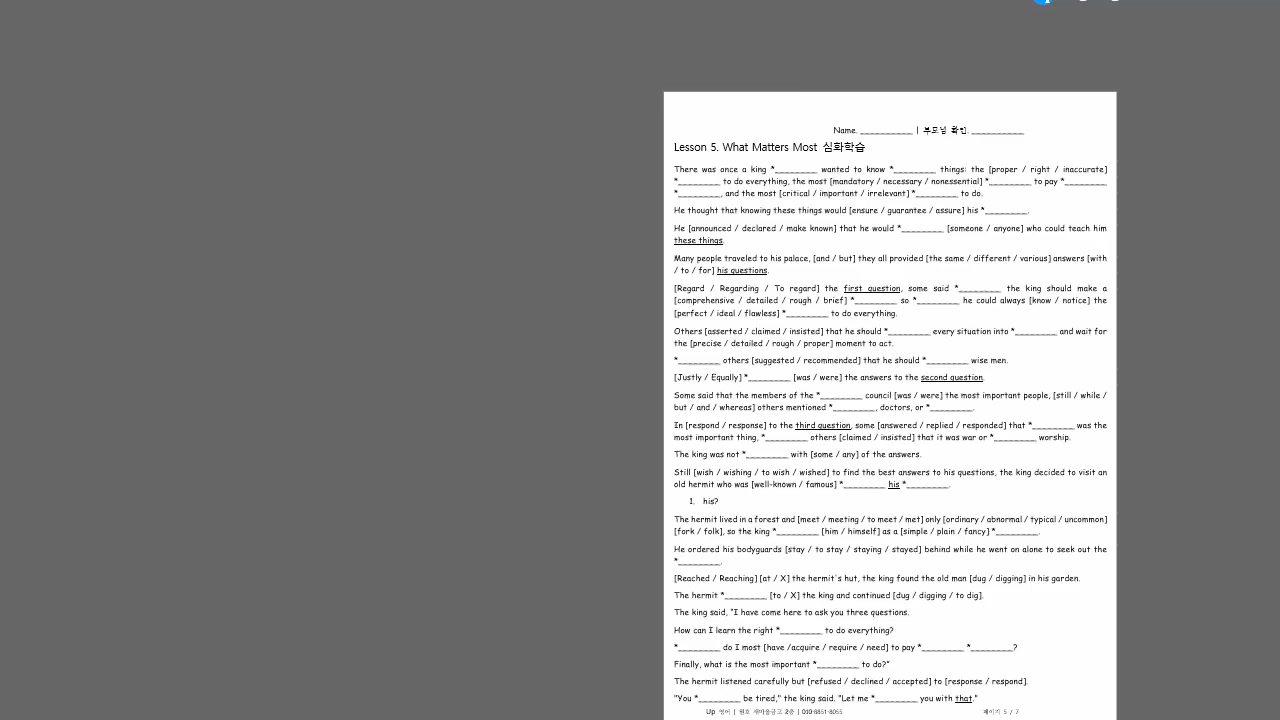 Name. __________ | 부모님 확인. __________
Lesson 5. What Matters Most 심화학습
There was once a king *________ wanted to know *________ things: the [proper / right / inaccurate]
*________ to do everything, the most [mandatory / necessary / nonessential] *________ to pay *________
*________, and the most [critical / important / irrelevant] *________ to do.
He thought that knowing these things would [ensure / guarantee / assure] his *________.
He [announced / declared / make known] that he would *________ [someone / anyone] who could teach him
these things.
Many people traveled to his palace, [and / but] they all provided [the same / different / various] answers [with
/ to / for] his questions.
[Regard / Regarding / To regard] the first question, some said *________ the king should make a
[comprehensive / detailed / rough / brief] *________ so *________ he could always [know / notice] the
[perfect / ideal / flawless] *________ to do everything.
Others [asserted / claimed / insisted] that he should *________ every situation into *________ and wait for
the [precise / detailed / rough / proper] moment to act.
*________ others [suggested / recommended] that he should *________ wise men.
[Justly / Equally] *________ [was / were] the answers to the second question.
Some said that the members of the *________ council [was / were] the most important people, [still / while /
but / and / whereas] others mentioned *________, doctors, or *________.
In [respond / response] to the third question, some [answered / replied / responded] that *________ was the
most important thing, *________ others [claimed / insisted] that it was war or *________ worship.
The king was not *________ with [some / any] of the answers.
Still [wish / wishing / to wish / wished] to find the best answers to his questions, the king decided to visit an
old hermit who was [well-known / famous] *________ his *________.
1. his?
The hermit lived in a forest and [meet / meeting / to meet / met] only [ordinary / abnormal / typical / uncommon]
[fork / folk], so the king *________ [him / himself] as a [simple / plain / fancy] *________.
He ordered his bodyguards [stay / to stay / staying / stayed] behind while he went on alone to seek out the
*________.
[Reached / Reaching] [at / X] the hermit's hut, the king found the old man [dug / digging] in his garden.
The hermit *________ [to / X] the king and continued [dug / digging / to dig].
The king said, "I have come here to ask you three questions.
How can I learn the right *________ to do everything?
*________ do I most [have /acquire / require / need] to pay *________ *________?
Finally, what is the most important *________ to do?"
The hermit listened carefully but [refused / declined / accepted] to [response / respond].
"You *________ be tired," the king said. "Let me *________ you with that."
Up 영어 | 원호 새마을금고 2층 | 010-8851-8055 페이지 5 / 7